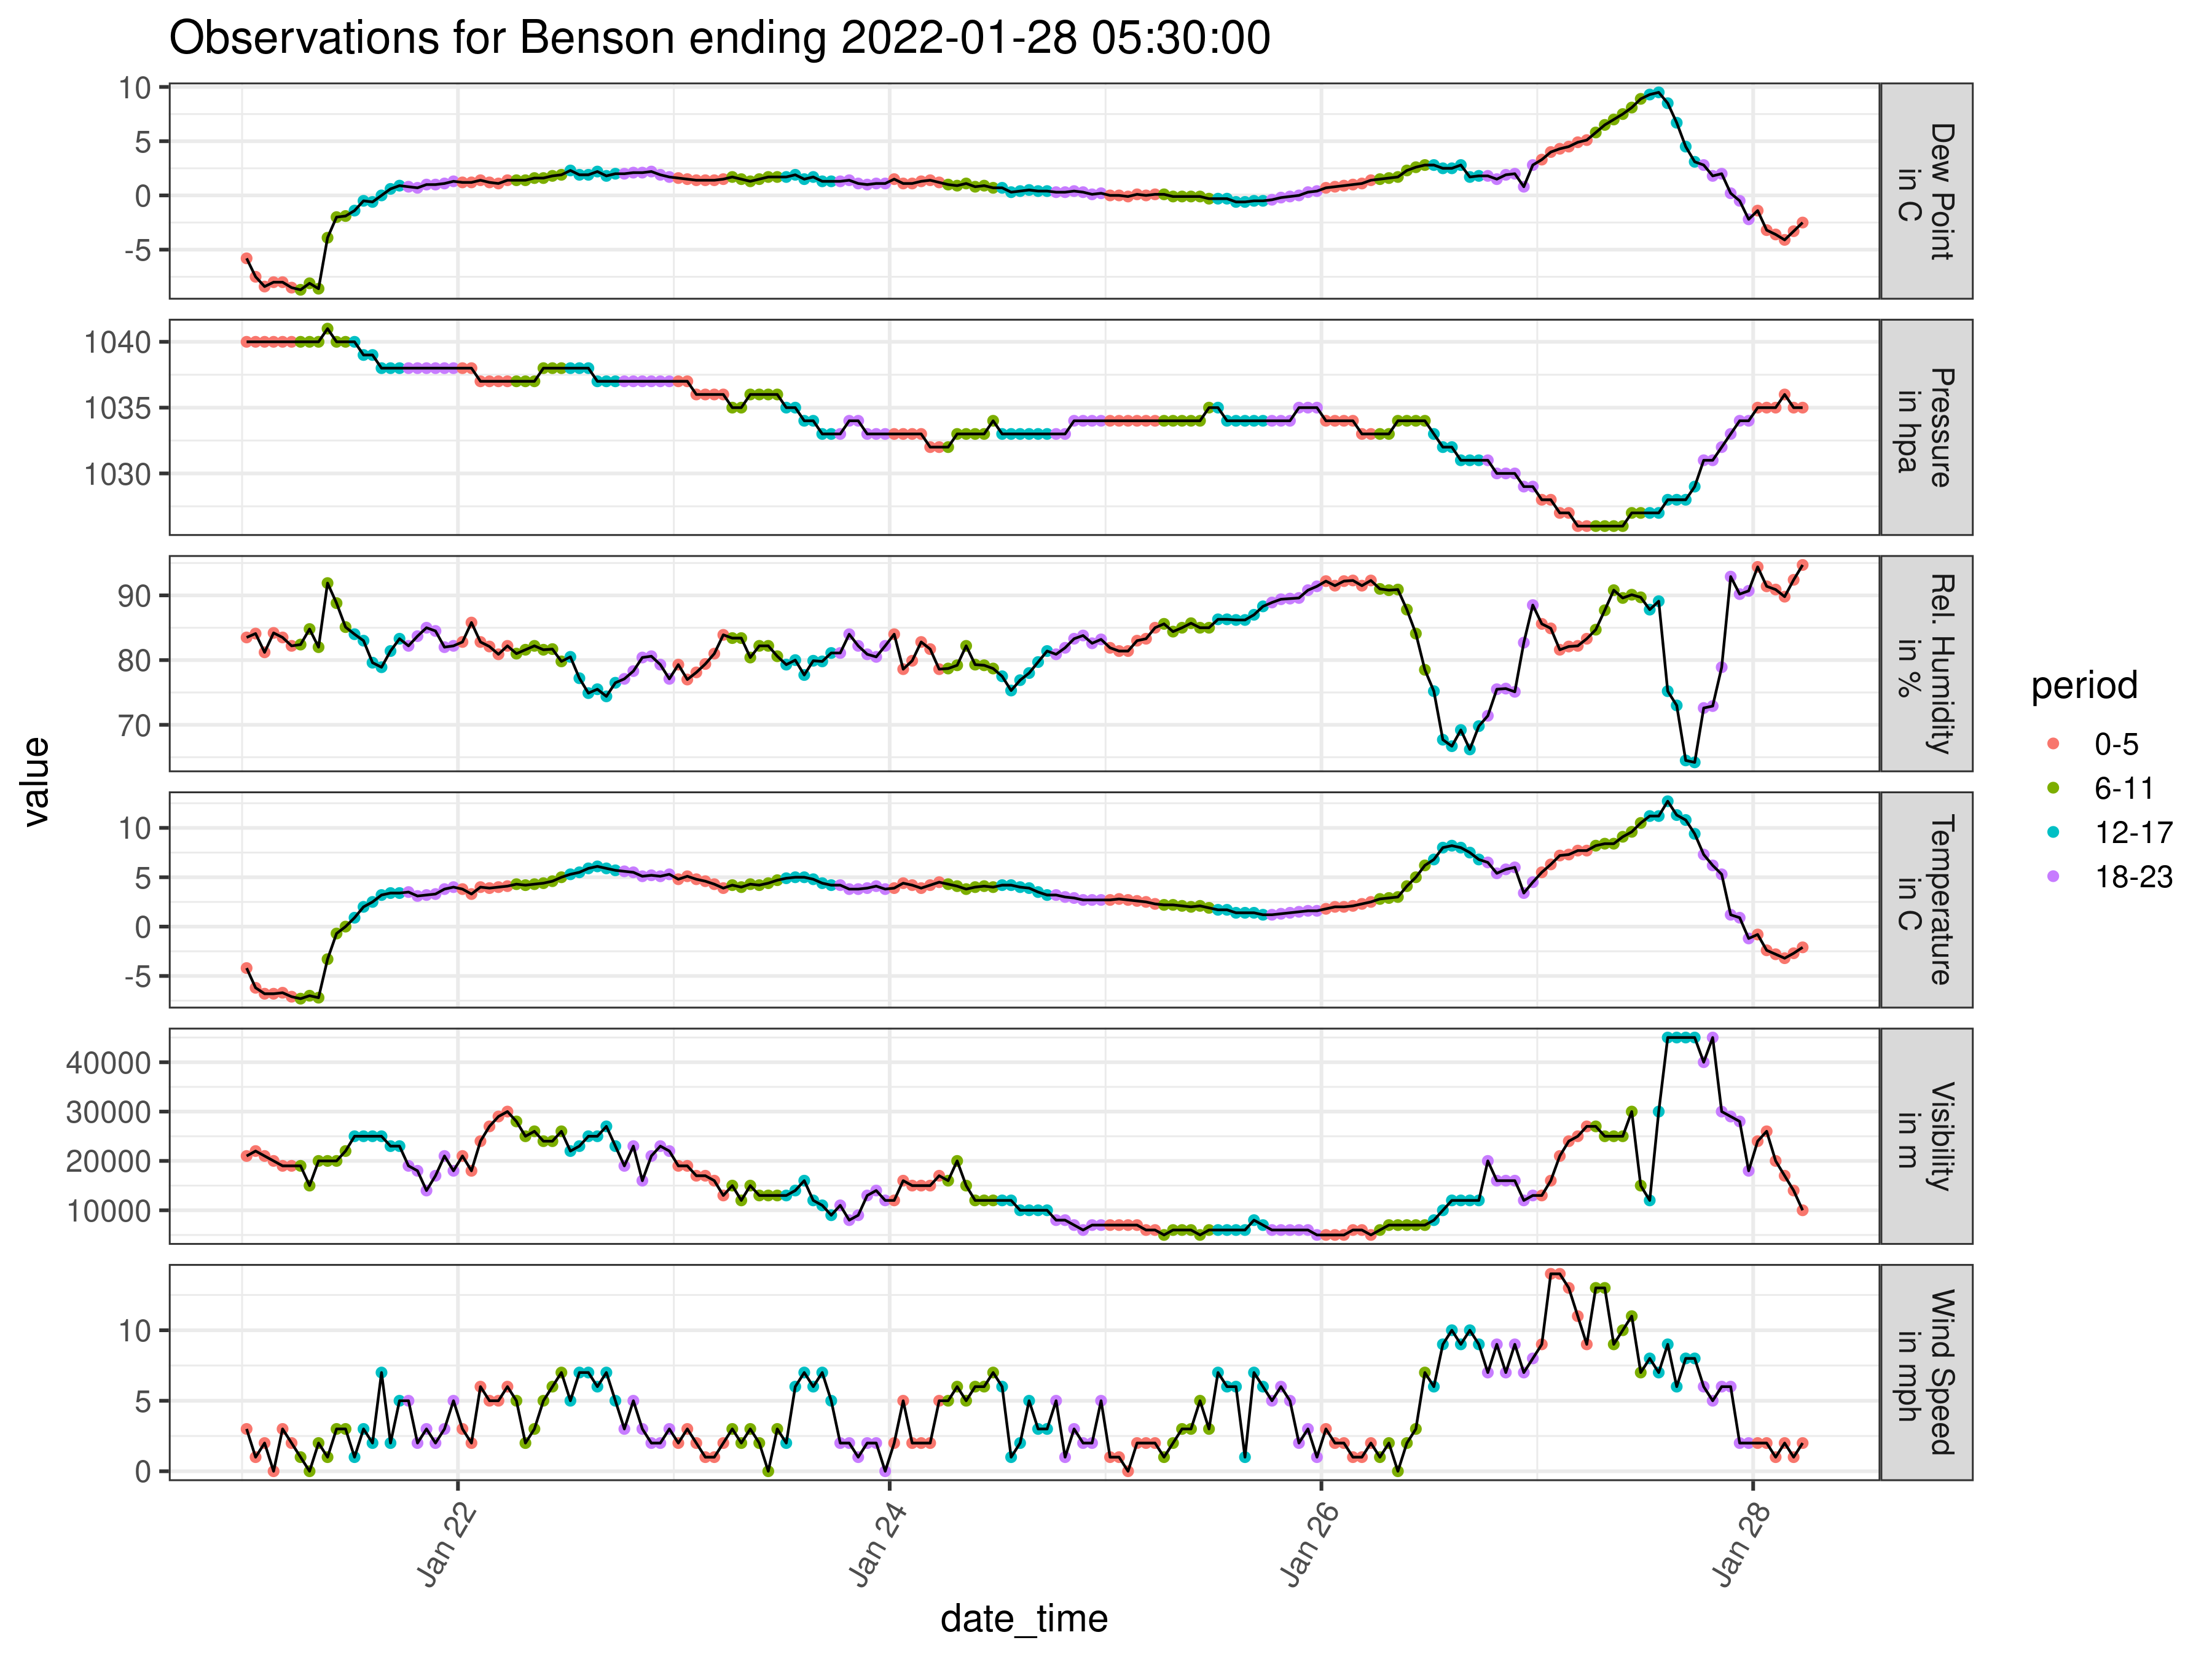 Observations for Benson ending 2022-01-28 05:30:00
10
5
0
-5
Dew Point
in C
1040
1035
1030
Pressure
in hpa
90
80
70
Rel. Humidity
in %
10
5
0
-5
Temperature
in C
40000
30000
20000
10000
Visibility
in m
10
5
0
Wind Speed
in mph
value
Jan 22
Jan 24
Jan 26
Jan 28
date_time
period
0-5
6-11
12-17
18-23